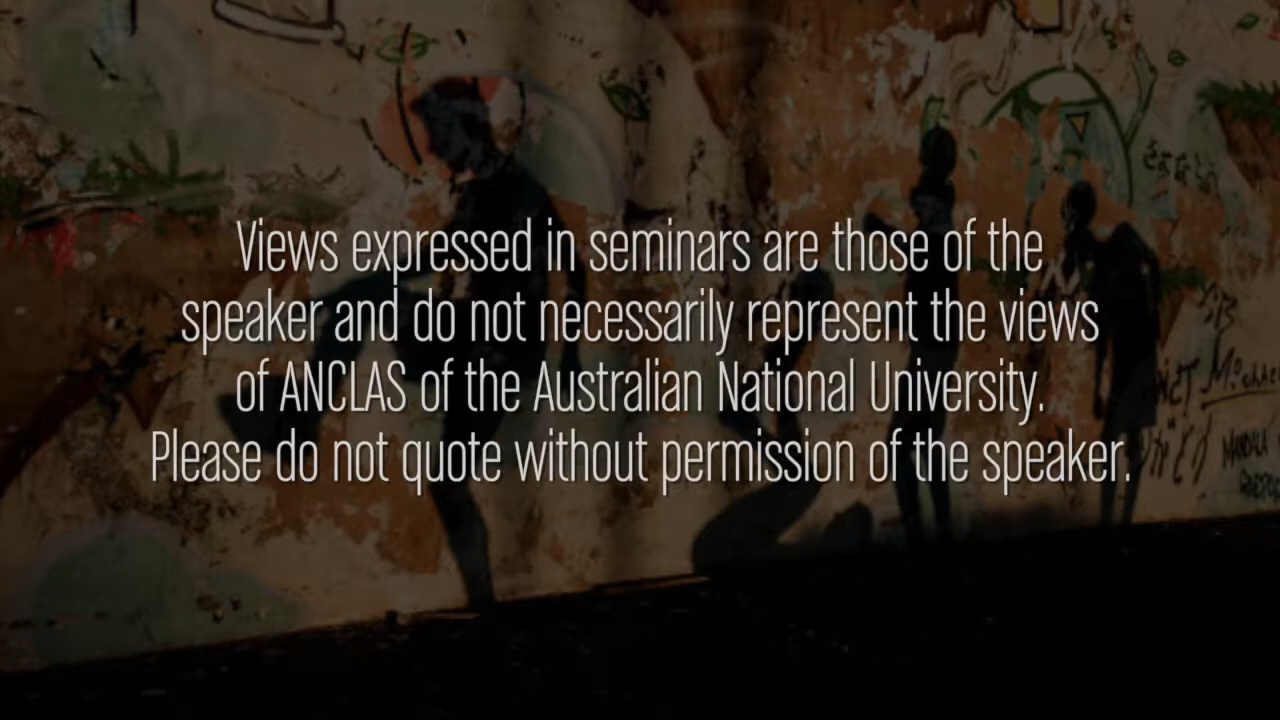 Views expressed in seminars are those of the
speaker and do not necessarily represent the views
of ANCLAS of the Australian National University.
Please do not quote without permission of the speaker.